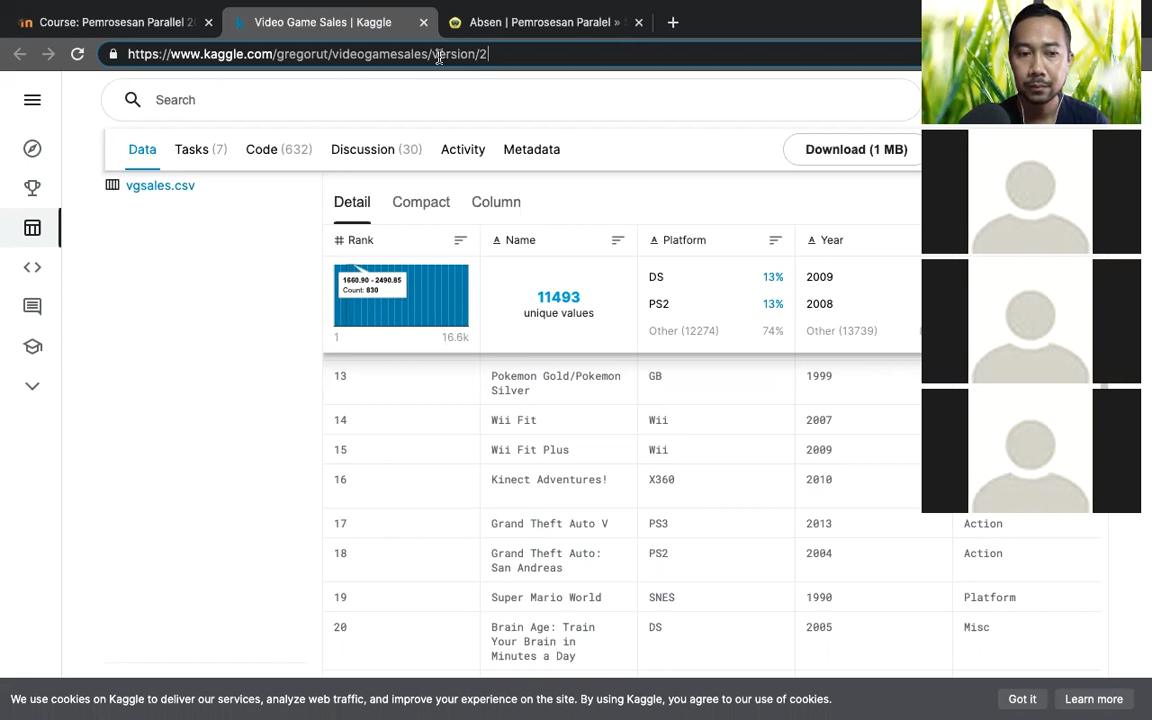 Course: Pemrosesan Parallel 20
Video Game Sales | Kaggle
Absen | Pemrosesan Paralel »
https://www.kaggle.com/gregorut/videogamesales/version/2
Search
Data
Tasks (7)
Code (632)
Discussion (30)
Activity
Metadata
Download (1 MB)
vgsales.csv
Detail
Compact
Column
# Rank
A Name
A Platform
A Year
1660.90 - 2490.85
Count: 830
1
16.6k
11493
unique values
DS 13%
PS2 13%
Other (12274) 74%
2009
2008
Other (13739)
13 Pokemon Gold/Pokemon Silver GB 1999
14 Wii Fit Wii 2007
15 Wii Fit Plus Wii 2009
16 Kinect Adventures! X360 2010
17 Grand Theft Auto V PS3 2013 Action
18 Grand Theft Auto: San Andreas PS2 2004 Action
19 Super Mario World SNES 1990 Platform
20 Brain Age: Train Your Brain in Minutes a Day DS 2005 Misc
We use cookies on Kaggle to deliver our services, analyze web traffic, and improve your experience on the site. By using Kaggle, you agree to our use of cookies.
Got it
Learn more